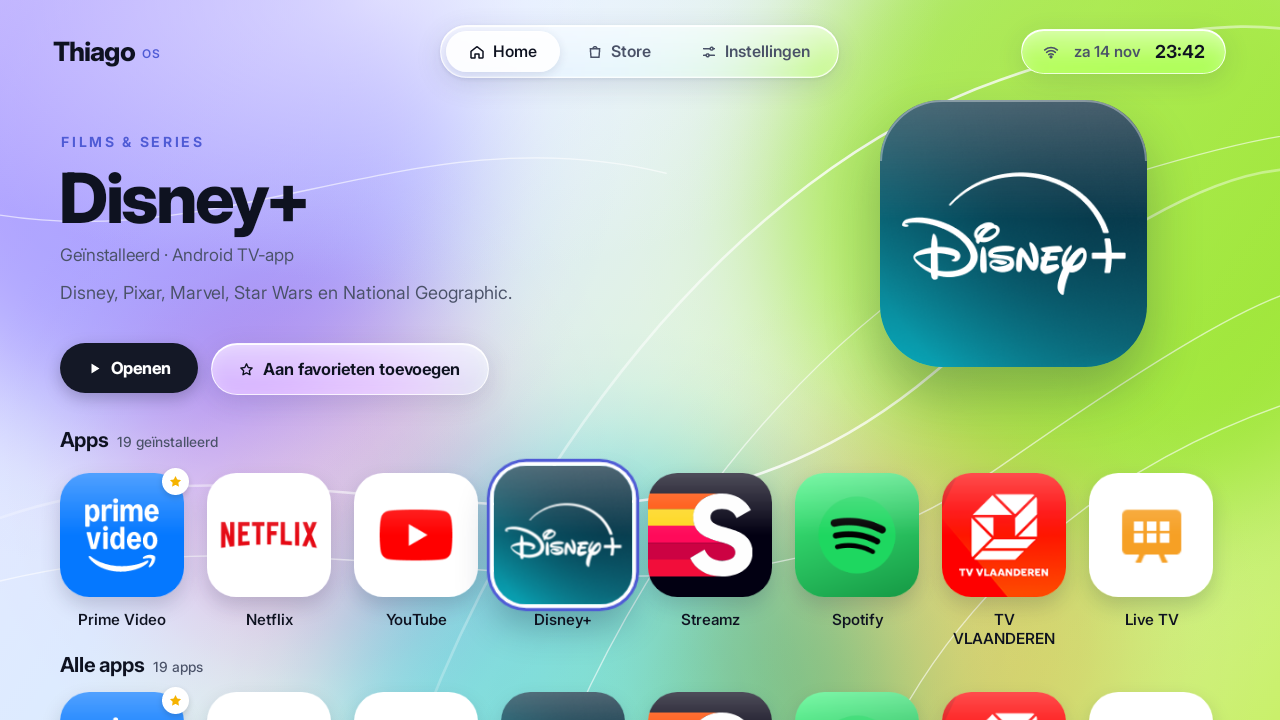 Thiago OS
Home
Store
Instellingen
za 14 nov 23:42
FILMS & SERIES
Disney+
Geïnstalleerd · Android TV-app
Disney, Pixar, Marvel, Star Wars en National Geographic.
Openen
Aan favorieten toevoegen
Disney+
Apps 19 geïnstalleerd
prime
video
NETFLIX
Disney+
S
TV VLAANDEREN
Prime Video
Netflix
YouTube
Disney+
Streamz
Spotify
TV
VLAANDEREN
Live TV
Alle apps 19 apps